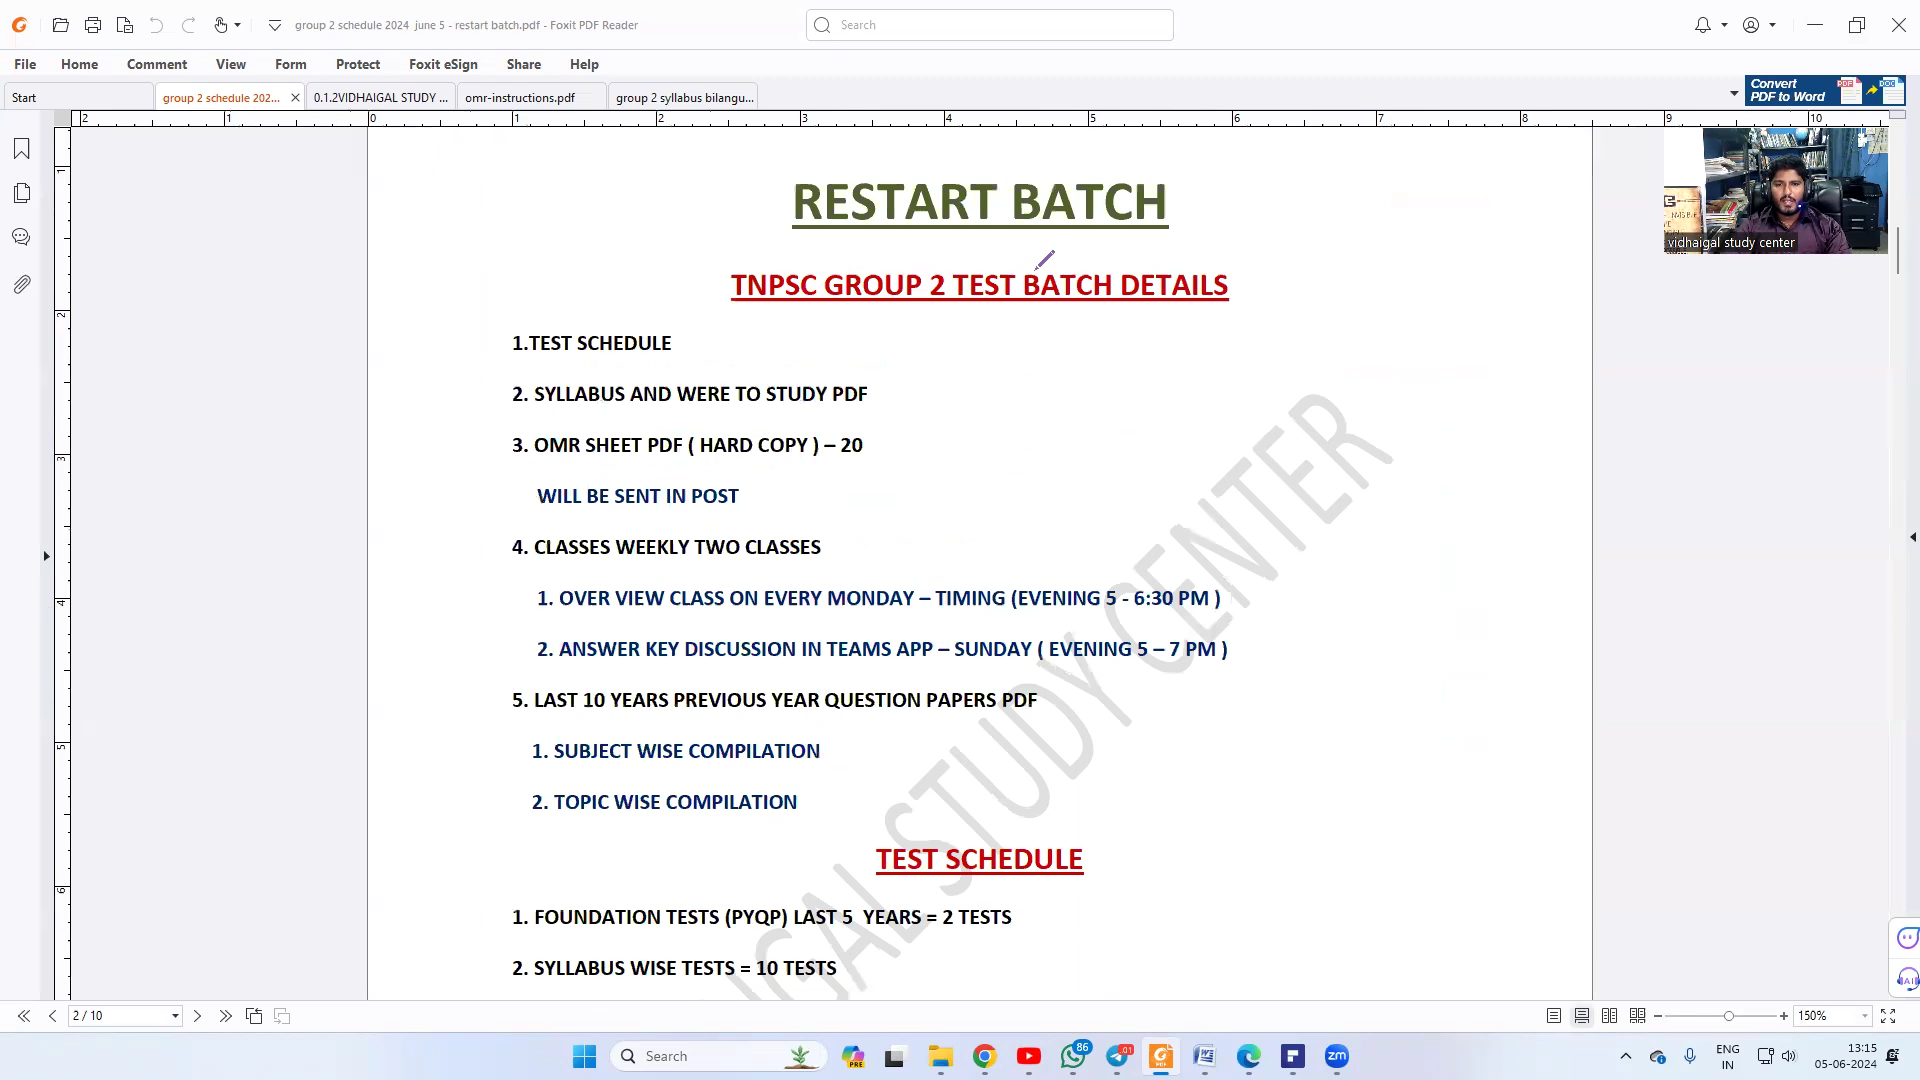 group 2 schedule 2024 june 5 - restart batch.pdf - Foxit PDF Reader
Search
File Home Comment View Form Protect Foxit eSign Share Help
Start
group 2 schedule 202...
0.1.2VIDHAIGAL STUDY ...
omr-instructions.pdf
group 2 syllabus bilangu...
Convert
PDF to Word
RESTART BATCH
TNPSC GROUP 2 TEST BATCH DETAILS
1.TEST SCHEDULE
2. SYLLABUS AND WERE TO STUDY PDF
3. OMR SHEET PDF ( HARD COPY ) – 20
WILL BE SENT IN POST
4. CLASSES WEEKLY TWO CLASSES
1. OVER VIEW CLASS ON EVERY MONDAY – TIMING (EVENING 5 - 6:30 PM )
2. ANSWER KEY DISCUSSION IN TEAMS APP – SUNDAY ( EVENING 5 – 7 PM )
5. LAST 10 YEARS PREVIOUS YEAR QUESTION PAPERS PDF
1. SUBJECT WISE COMPILATION
2. TOPIC WISE COMPILATION
TEST SCHEDULE
1. FOUNDATION TESTS (PYQP) LAST 5 YEARS = 2 TESTS
2. SYLLABUS WISE TESTS = 10 TESTS
GAL STUDY CENTER
vidhaigal study center
2 / 10
150%
Search
86
ENG
IN
13:15
05-06-2024